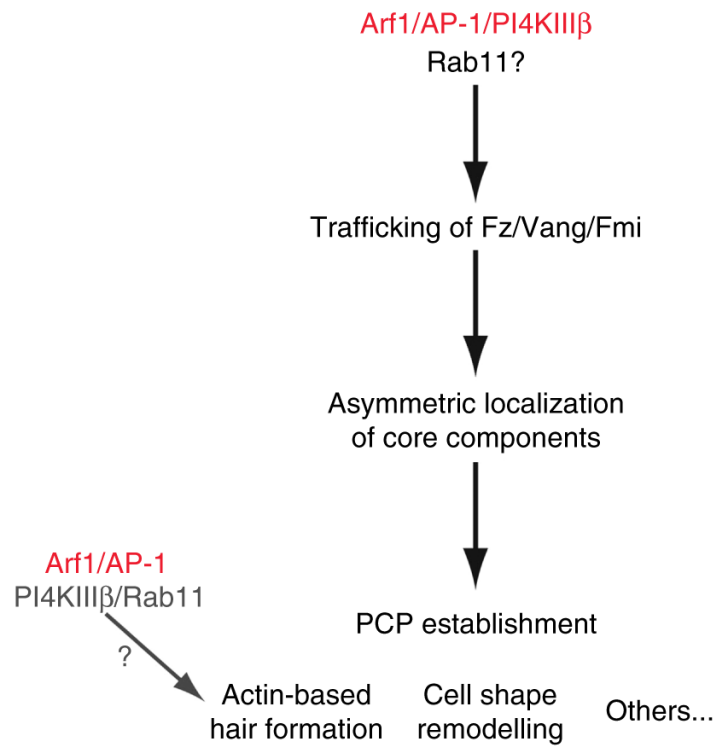 Arf1/AP-1/PI4KIIIβ
Rab11?
Trafficking of Fz/Vang/Fmi
Asymmetric localization
of core components
Arf1/AP-1
PI4KIIIβ/Rab11
?
PCP establishment
Actin-based
hair formation
Cell shape
remodelling
Others...